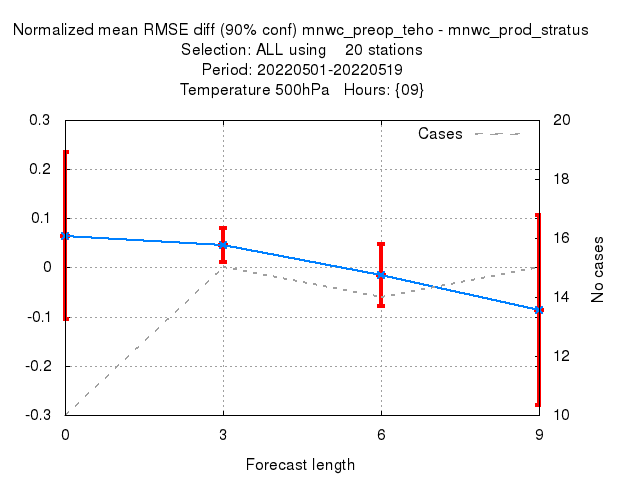 Normalized mean RMSE diff (90% conf) mnwc_preop_teho - mnwc_prod_stratus
Selection: ALL using    20 stations
Period: 20220501-20220519
Temperature 500hPa   Hours: {09}
Cases
0.3
0.2
0.1
0
-0.1
-0.2
-0.3
20
18
16
14
12
10
No cases
0
3
6
9
Forecast length